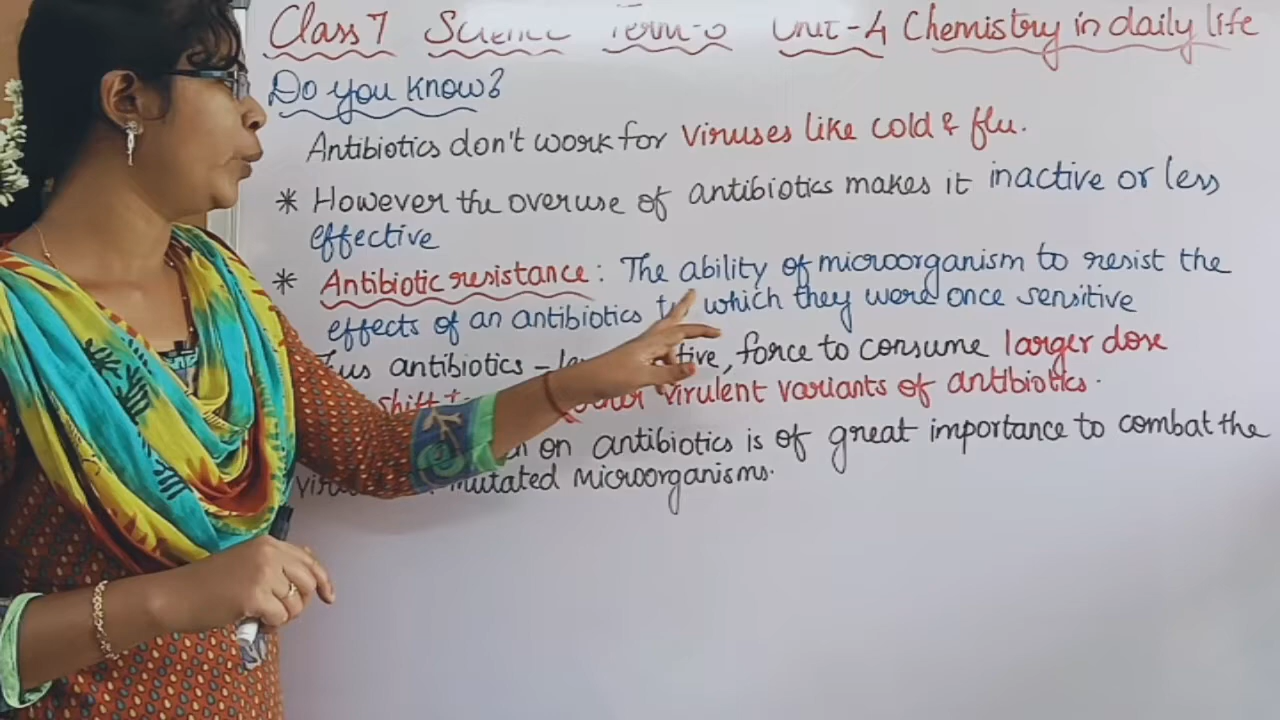 Class 7 Science Term-3 Unit-4 Chemistry in daily life
Do you know?
Antibiotics don't work for viruses like cold & flu.
* However the overuse of antibiotics makes it inactive or less
effective
* Antibiotic resistance: The ability of microorganism to resist the
effects of an antibiotics which they were once sensitive
antibiotics - force to consume larger dose
shift virulent variants of antibiotics.
on antibiotics is of great importance to combat the
mutated microorganisms.